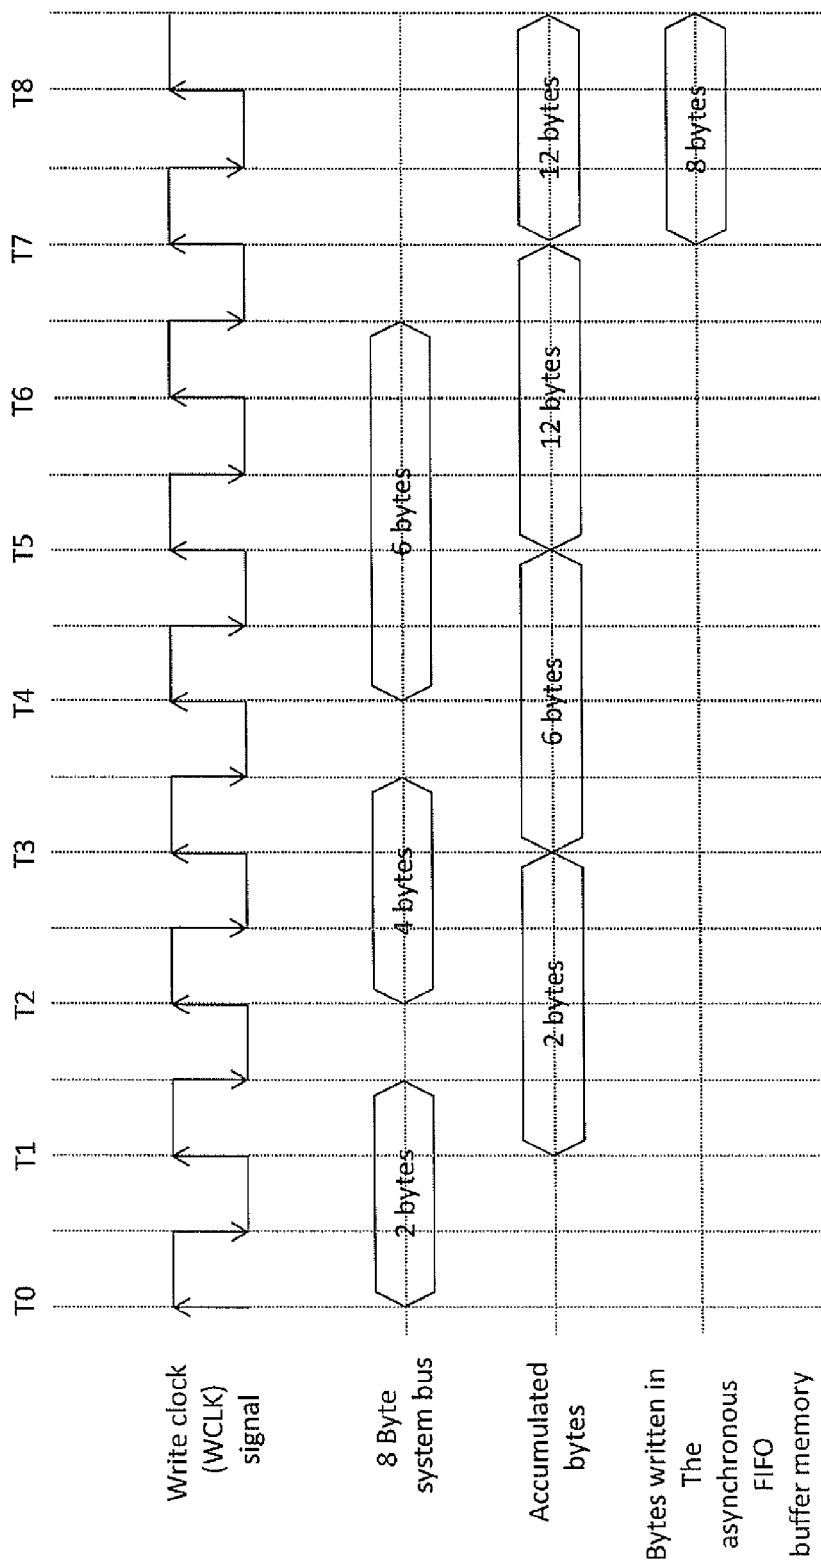 T0 T1 T2 T3 T4 T5 T6 T7 T8
Write clock
(WCLK)
signal
8 Byte
system bus
2 bytes 4 bytes 6 bytes
Accumulated
bytes
2 bytes 6 bytes 12 bytes 12 bytes
Bytes written in
The
asynchronous
FIFO
buffer memory
8 bytes